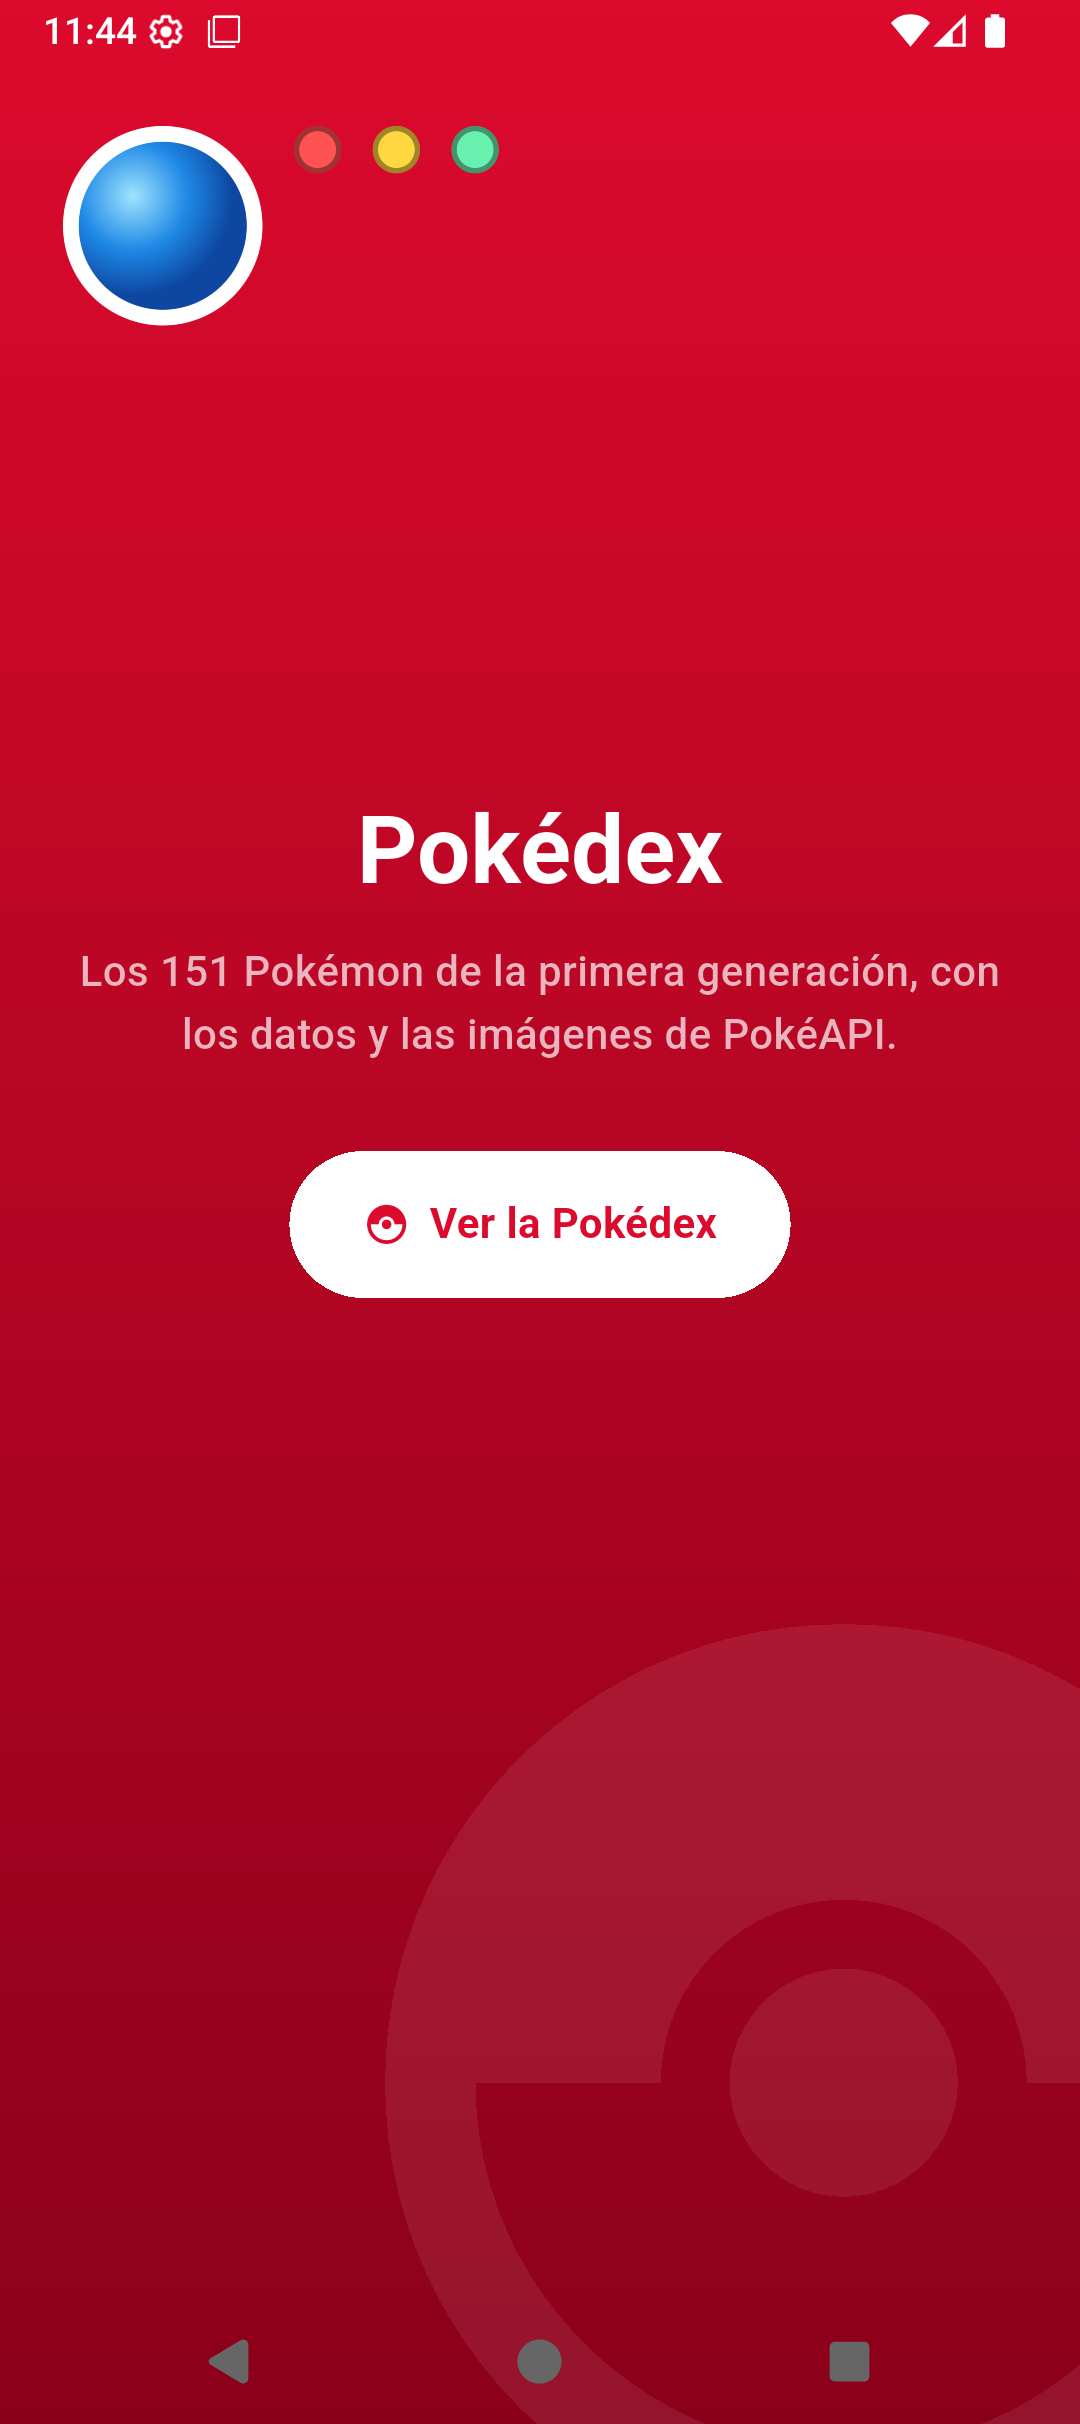 11:44
Pokédex
Los 151 Pokémon de la primera generación, con
los datos y las imágenes de PokéAPI.
Ver la Pokédex